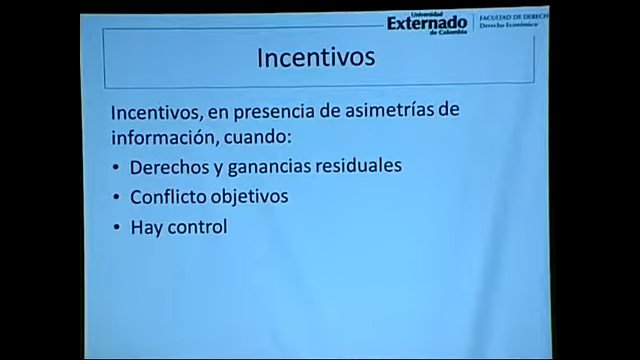 Universidad
Externado
de Colombia
FACULTAD DE DERECH
Derecho Económico
Incentivos
Incentivos, en presencia de asimetrías de
información, cuando:
• Derechos y ganancias residuales
• Conflicto objetivos
• Hay control